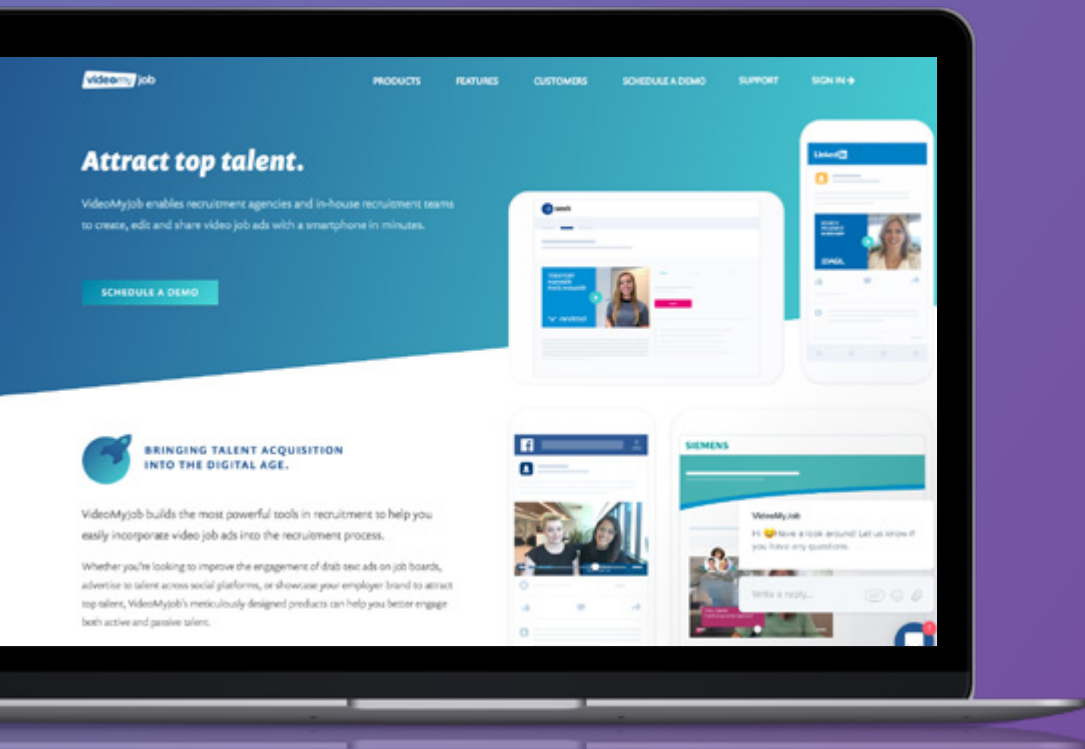 videomyjob
PRODUCTS FEATURES CUSTOMERS SCHEDULE A DEMO SUPPORT SIGN IN →
Attract top talent.
VideoMyJob enables recruitment agencies and in-house recruitment teams
to create, edit and share video job ads with a smartphone in minutes.
SCHEDULE A DEMO
LinkedIn
seek
AGL
randstad
BRINGING TALENT ACQUISITION
INTO THE DIGITAL AGE.
VideoMyJob builds the most powerful tools in recruitment to help you
easily incorporate video job ads into the recruitment process.
Whether you're looking to improve the engagement of drab text ads on job boards,
advertise to talent across social platforms, or showcase your employer brand to attract
top talent, VideoMyJob's meticulously designed products can help you better engage
both active and passive talent.
f
SIEMENS
VideoMyJob
Hi 😄Have a look around! Let us know if
you have any questions.
Write a reply...
GIF
1